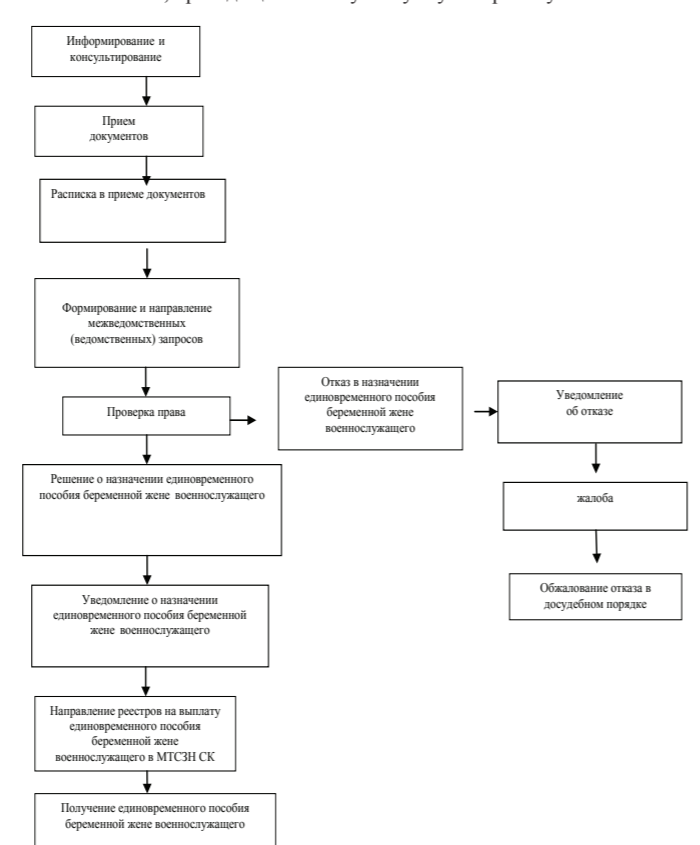 Информирование и
консультирование
Прием
документов
Расписка в приеме документов
Формирование и направление
межведомственных
(ведомственных) запросов
Проверка права
Отказ в назначении
единовременного пособия
беременной жене
военнослужащего
Уведомление
об отказе
жалоба
Обжалование отказа в
досудебном порядке
Решение о назначении единовременного
пособия беременной жене военнослужащего
Уведомление о назначении
единовременного пособия беременной
жене военнослужащего
Направление реестров на выплату
единовременного пособия
беременной жене
военнослужащего в МТСЗН СК
Получение единовременного пособия
беременной жене военнослужащего